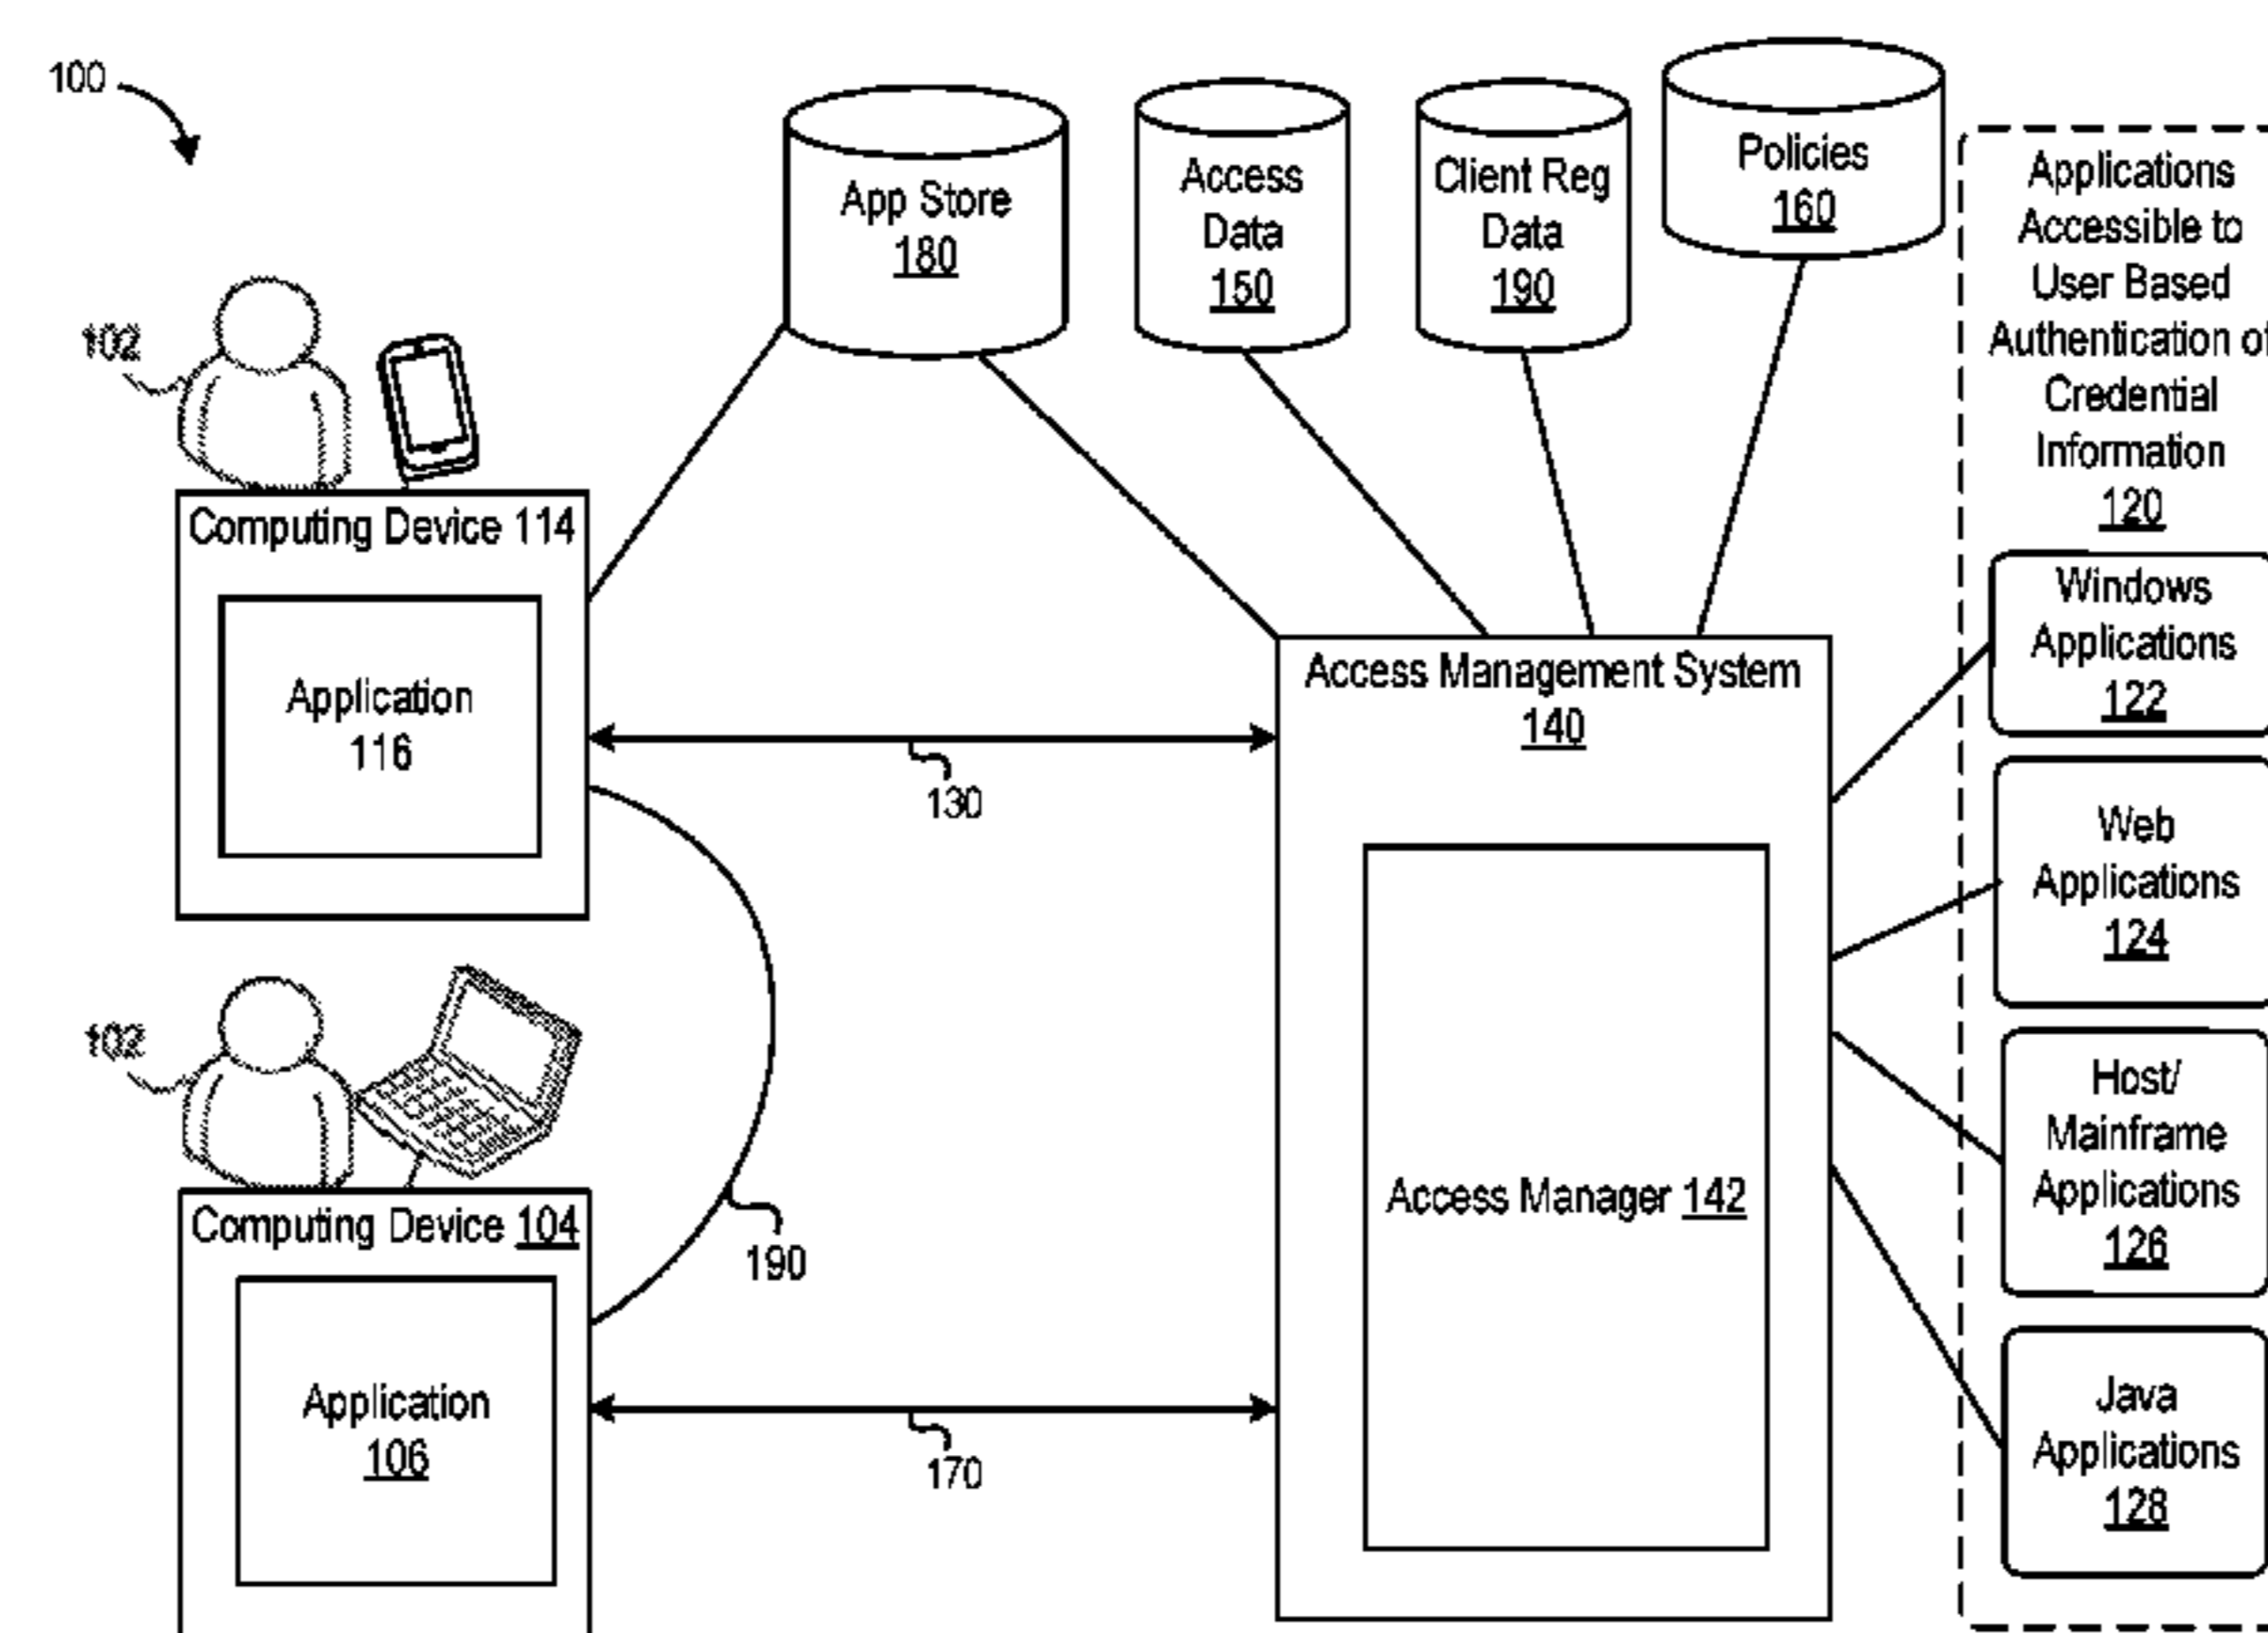 100
App Store
180
Access
Data
150
Client Reg
Data
190
Policies
160
Applications
Accessible to
User Based
Authentication of
Credential
Information
120
102
Computing Device 114
Application
116
130
Access Management System
140
Access Manager 142
Windows
Applications
122
Web
Applications
124
Host/
Mainframe
Applications
126
Java
Applications
128
102
Computing Device 104
Application
106
190
170